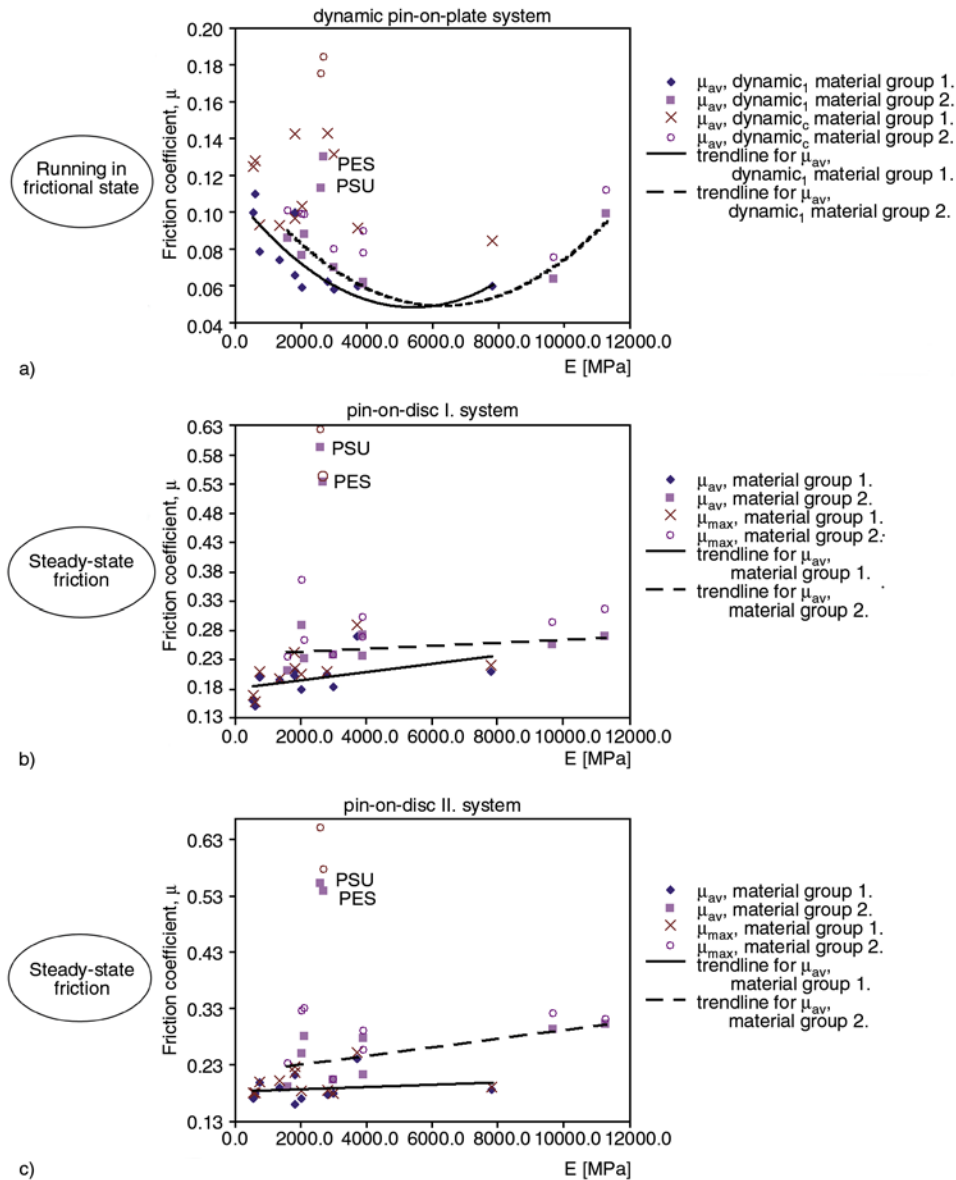 dynamic pin-on-plate system
0.20
0.18
0.16
0.14
0.12
0.10
0.08
0.06
0.04
Friction coefficient, μ
Running in
frictional state
PES
PSU
0.0 2000.0 4000.0 6000.0 8000.0 10000.0 12000.0
E [MPa]
μav, dynamic1 material group 1.
μav, dynamic1 material group 2.
μav, dynamicc material group 1.
μav, dynamicc material group 2.
trendline for μav,
dynamic1 material group 1.
trendline for μav,
dynamic1 material group 2.
a)
pin-on-disc I. system
0.63
0.58
0.53
0.48
0.43
0.38
0.33
0.28
0.23
0.18
0.13
Friction coefficient, μ
Steady-state
friction
PSU
PES
0.0 2000.0 4000.0 6000.0 8000.0 10000.0 12000.0
E [MPa]
μav, material group 1.
μav, material group 2.
μmax, material group 1.
μmax, material group 2.
trendline for μav,
material group 1.
trendline for μav,
material group 2.
b)
pin-on-disc II. system
0.63
0.53
0.43
0.33
0.23
0.13
Friction coefficient, μ
Steady-state
friction
PSU
PES
0.0 2000.0 4000.0 6000.0 8000.0 10000.0 12000.0
E [MPa]
μav, material group 1.
μav, material group 2.
μmax, material group 1.
μmax, material group 2.
trendline for μav,
material group 1.
trendline for μav,
material group 2.
c)